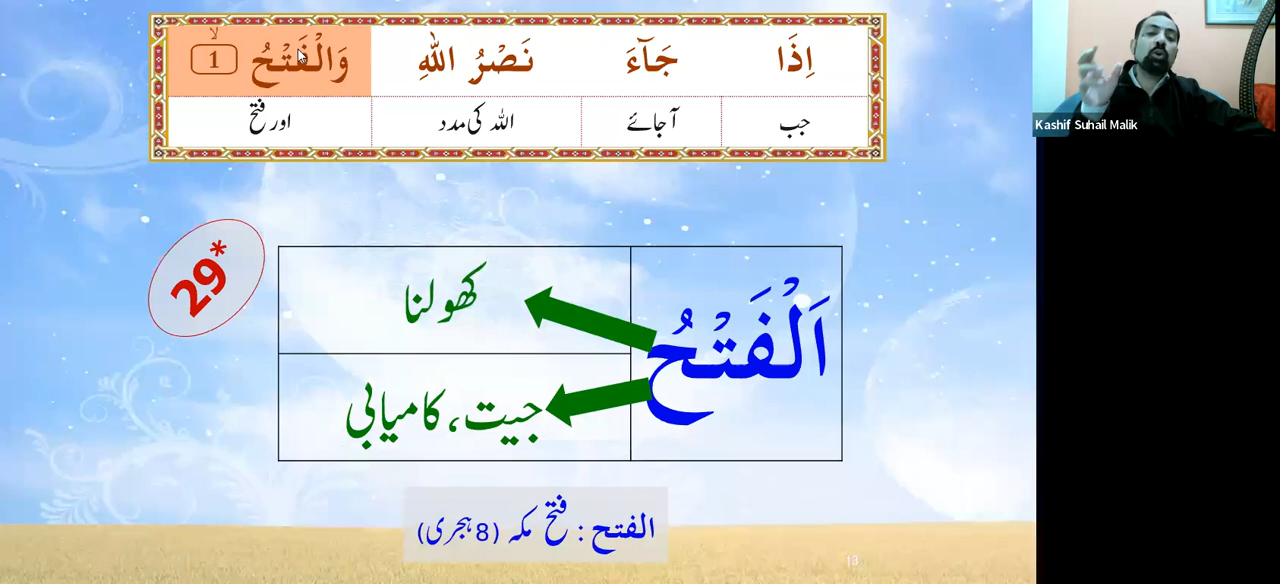 اِذَا جَآءَ نَصْرُ اللّٰهِ وَالْفَتْحُ ۙ 1
جب آجائے اللہ کی مدد اور فتح
Kashif Suhail Malik
29*
اَلْفَتْحُ
کھولنا
جیت، کامیابی
الفتح : فتح مکہ (8 ہجری)
13